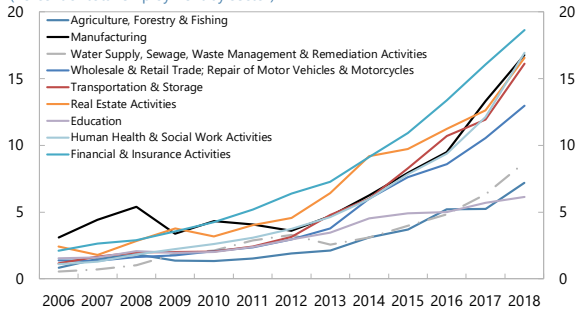 20
20
Agriculture, Forestry & Fishing
Manufacturing
Water Supply, Sewage, Waste Management & Remediation Activities
15
Wholesale & Retail Trade; Repair of Motor Vehicles & Motorcycles
15
Transportation & Storage
Real Estate Activities
Education
10
Human Health & Social Work Activities
10
Financial & Insurance Activities
5
5
0
0
2006 2007 2008 2009 2010 2011 2012 2013 2014 2015 2016 2017 2018